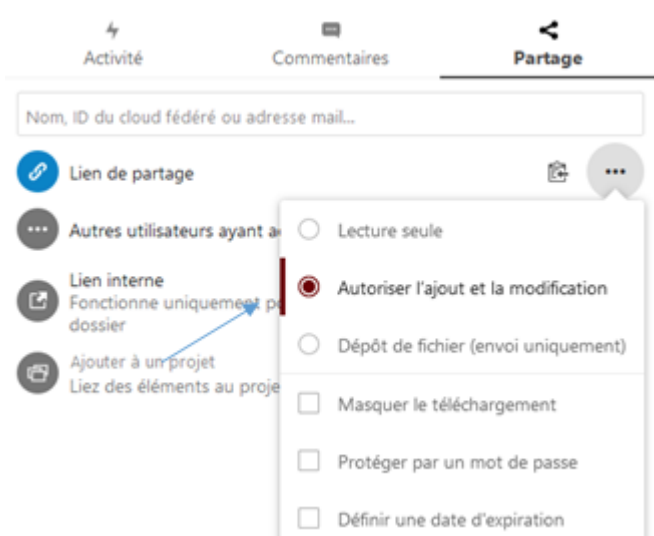 Activité
Commentaires
Partage
Nom, ID du cloud fédéré ou adresse mail...
Lien de partage
Autres utilisateurs ayant
Lien interne
Fonctionne uniquement
dossier
Ajouter à un projet
Liez des éléments au
Lecture seule
Autoriser l'ajout et la modification
Dépôt de fichier (envoi uniquement)
Masquer le téléchargement
Protéger par un mot de passe
Définir une date d'expiration